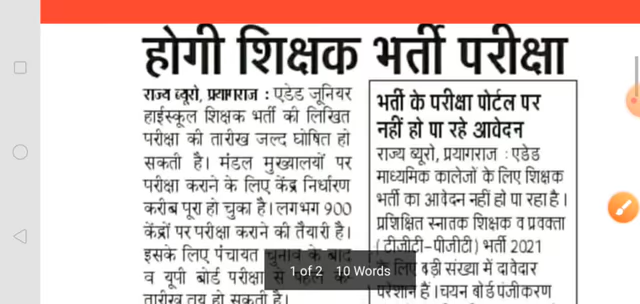 होगी शिक्षक भर्ती परीक्षा
राज्य ब्यूरो, प्रयागराज : एडेड जूनियर
हाईस्कूल शिक्षक भर्ती की लिखित
परीक्षा की तारीख जल्द घोषित हो
सकती है। मंडल मुख्यालयों पर
परीक्षा कराने के लिए केंद्र निर्धारण
करीब पूरा हो चुका है। लगभग 900
केंद्रों पर परीक्षा कराने की तैयारी है।
इसके लिए पंचायत चुनाव के बाद
व यूपी बोर्ड परीक्षा से पहले की
तारीख तय हो सकती है।
भर्ती के परीक्षा पोर्टल पर
नहीं हो पा रहे आवेदन
राज्य ब्यूरो, प्रयागराज : एडेड
माध्यमिक कालेजों के लिए शिक्षक
भर्ती का आवेदन नहीं हो पा रहा है।
प्रशिक्षित स्नातक शिक्षक व प्रवक्ता
(टीजीटी-पीजीटी) भर्ती 2021
के लिए बड़ी संख्या में दावेदार
परेशान हैं। चयन बोर्ड पंजीकरण
1 of 2 10 Words